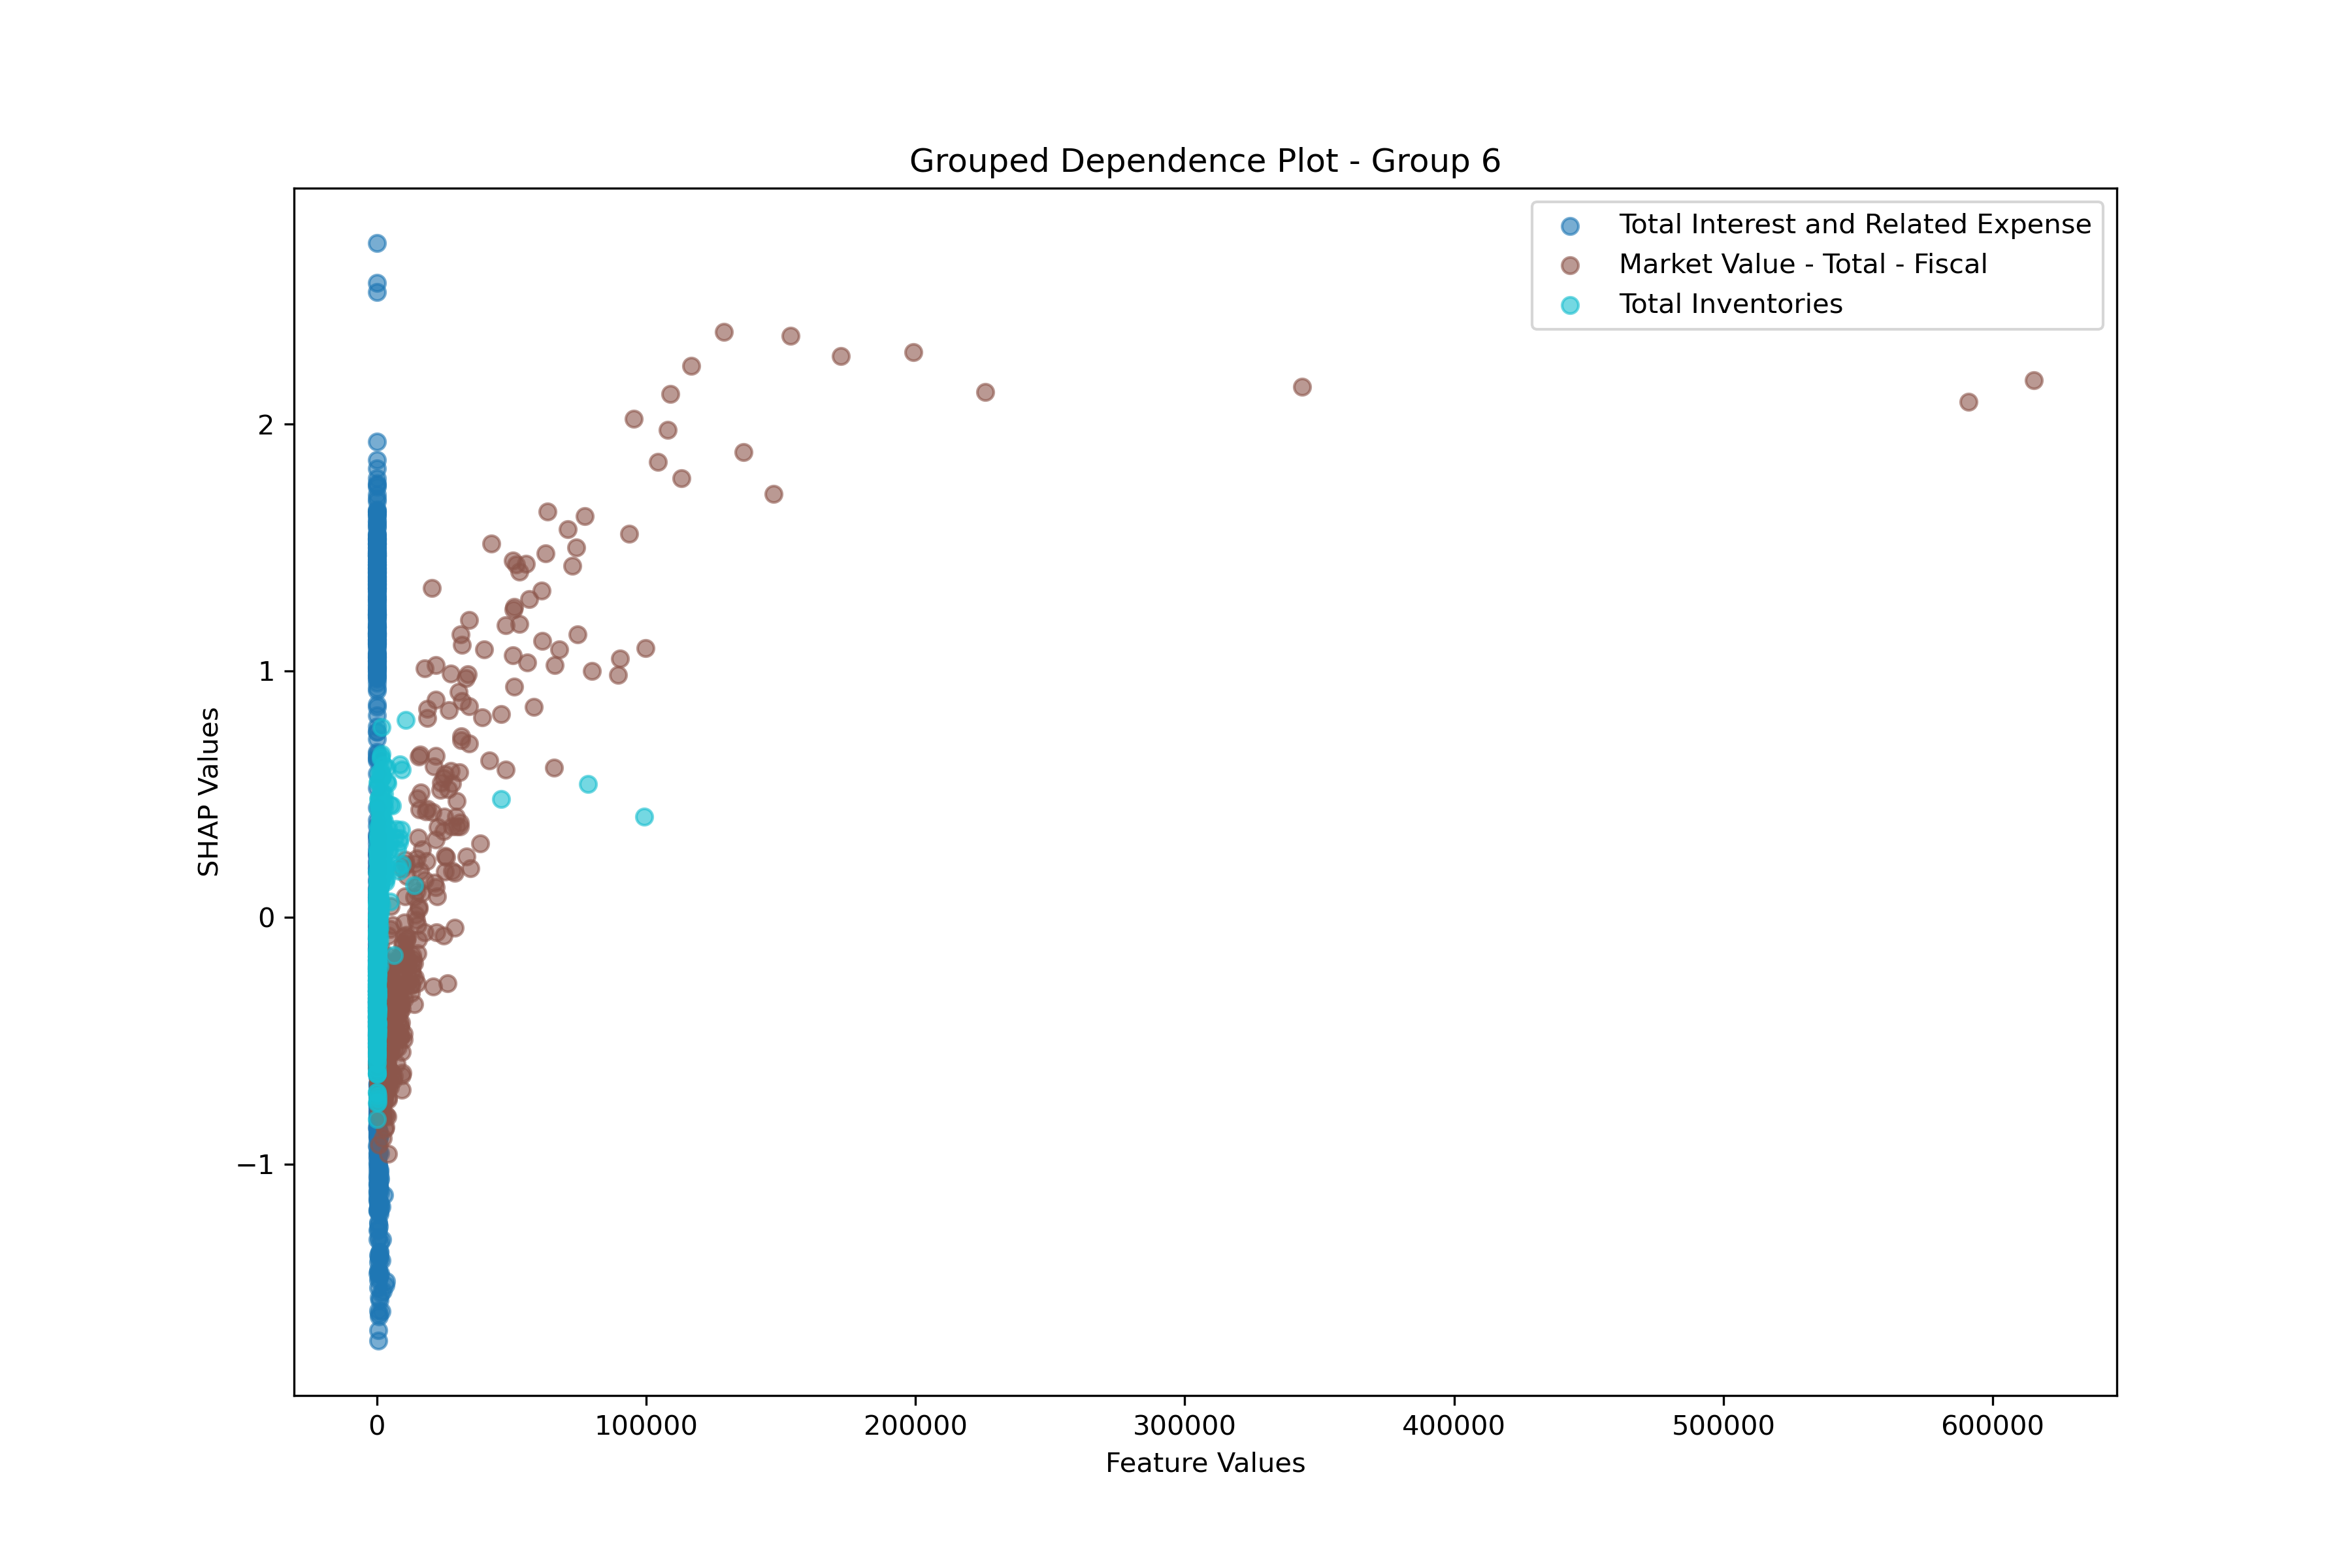 Grouped Dependence Plot - Group 6
Total Interest and Related Expense
Market Value - Total - Fiscal
Total Inventories
2
1
0
−1
SHAP Values
0
100000
200000
300000
400000
500000
600000
Feature Values